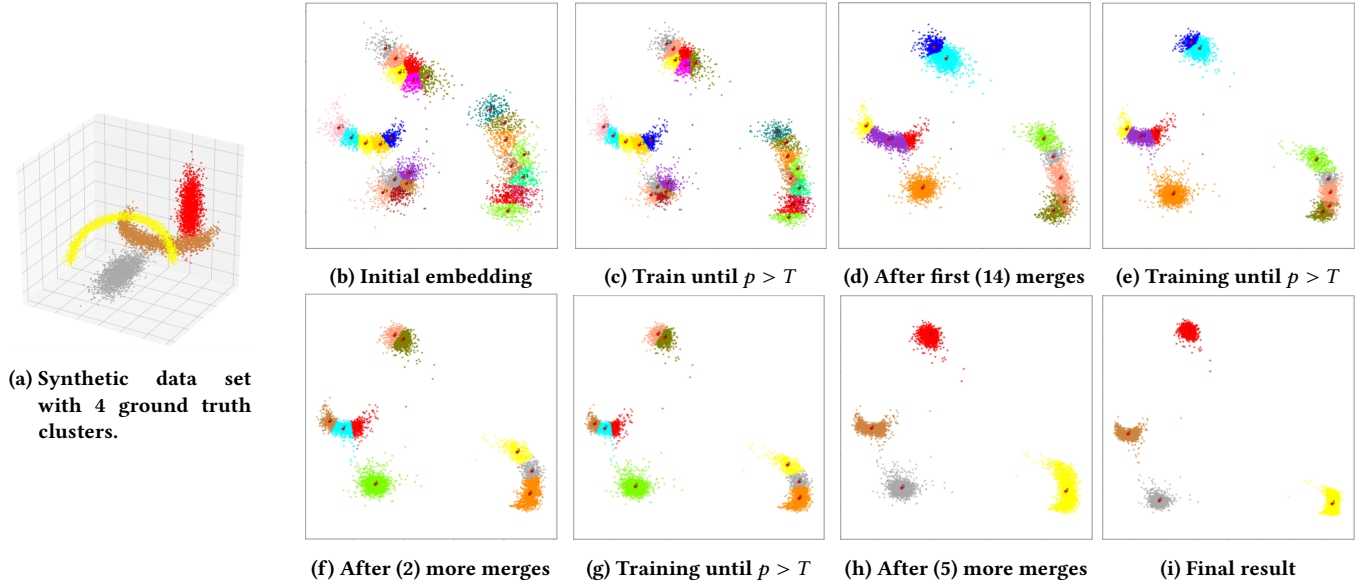 (b) Initial embedding
(c) Train until p > T
(d) After first (14) merges
(e) Training until p > T
(a) Synthetic data set
with 4 ground truth
clusters.
(f) After (2) more merges
(g) Training until p > T
(h) After (5) more merges
(i) Final result